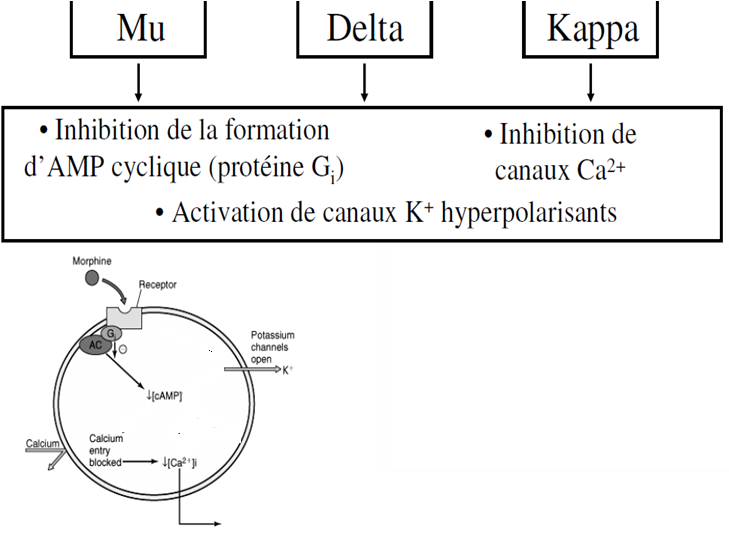 Mu
Delta
Kappa
• Inhibition de la formation
d’AMP cyclique (protéine Gi)
• Inhibition de
canaux Ca²⁺
• Activation de canaux K⁺ hyperpolarisants
Morphine
Receptor
Gi
AC
⊖
Potassium
channels
open
K⁺
↓[cAMP]
Calcium
Calcium
entry
blocked
↓[Ca²⁺]i